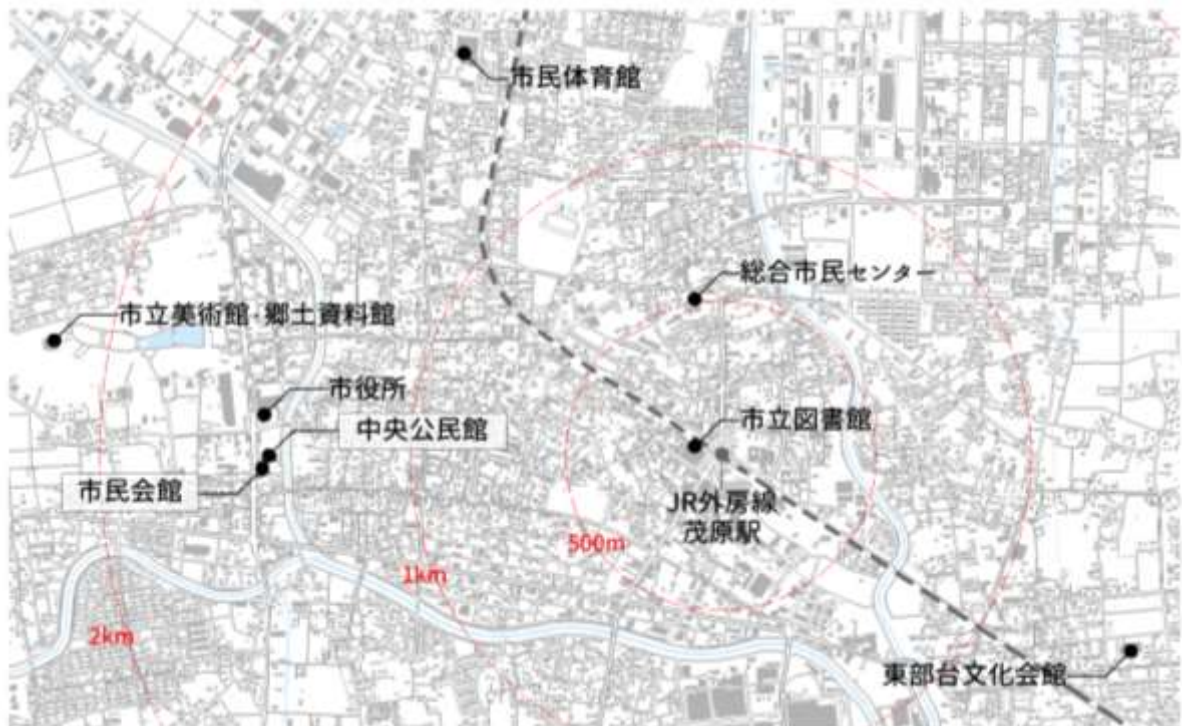 市民体育館
総合市民センター
市立美術館・郷土資料館
市役所
中央公民館
市立図書館
市民会館
JR外房線
茂原駅
500m
1km
2km
東部台文化会館